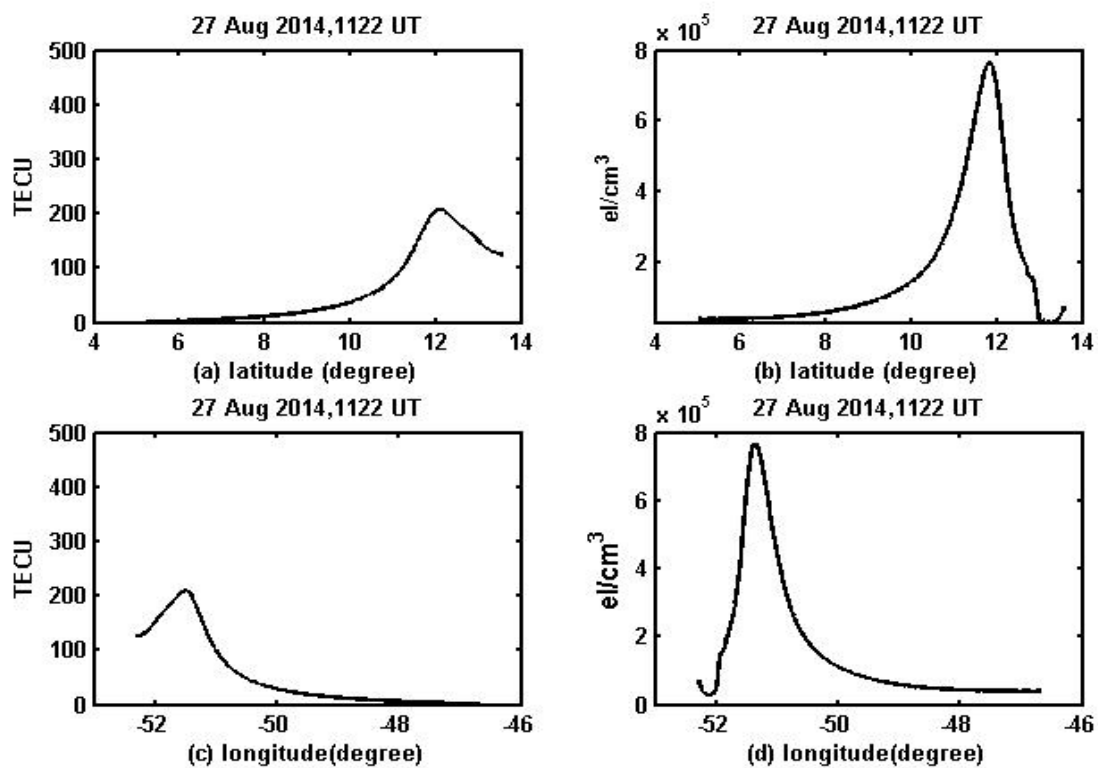 27 Aug 2014,1122 UT
500
400
300
200
100
0
TECU
4 6 8 10 12 14
(a) latitude (degree)
27 Aug 2014,1122 UT
× 10^5
8
6
4
2
el/cm^3
4 6 8 10 12 14
(b) latitude (degree)
27 Aug 2014,1122 UT
500
400
300
200
100
0
TECU
-52 -50 -48 -46
(c) longitude(degree)
27 Aug 2014,1122 UT
× 10^5
8
6
4
2
0
el/cm^3
-52 -50 -48 -46
(d) longitude(degree)